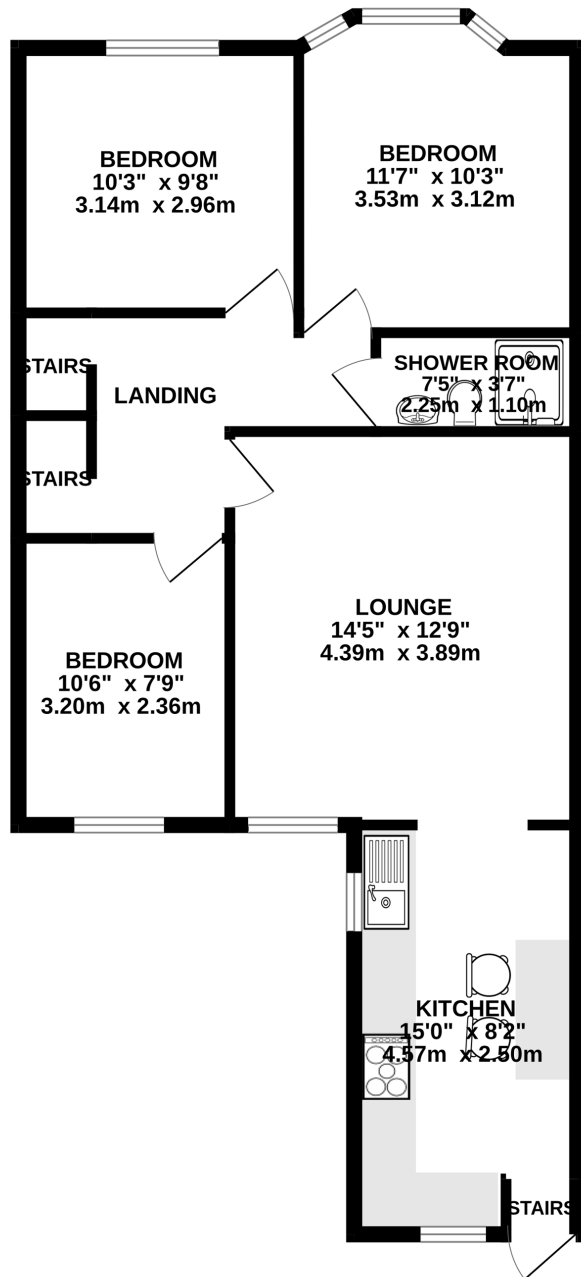 BEDROOM
10'3" x 9'8"
3.14m x 2.96m
BEDROOM
11'7" x 10'3"
3.53m x 3.12m
STAIRS
LANDING
SHOWER ROOM
7'5" x 3'7"
2.25m x 1.10m
STAIRS
LOUNGE
14'5" x 12'9"
4.39m x 3.89m
BEDROOM
10'6" x 7'9"
3.20m x 2.36m
KITCHEN
15'0" x 8'2"
4.57m x 2.50m
STAIRS